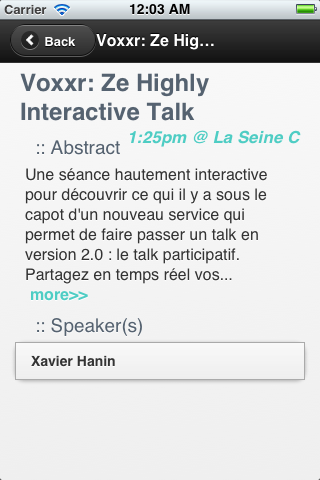 Carrier 12:03 AM
Back Voxxr: Ze Hig...
Voxxr: Ze Highly
Interactive Talk
1:25pm @ La Seine C
:: Abstract
Une séance hautement interactive
pour découvrir ce qui il y a sous le
capot d'un nouveau service qui
permet de faire passer un talk en
version 2.0 : le talk participatif.
Partagez en temps réel vos...
more>>
:: Speaker(s)
Xavier Hanin